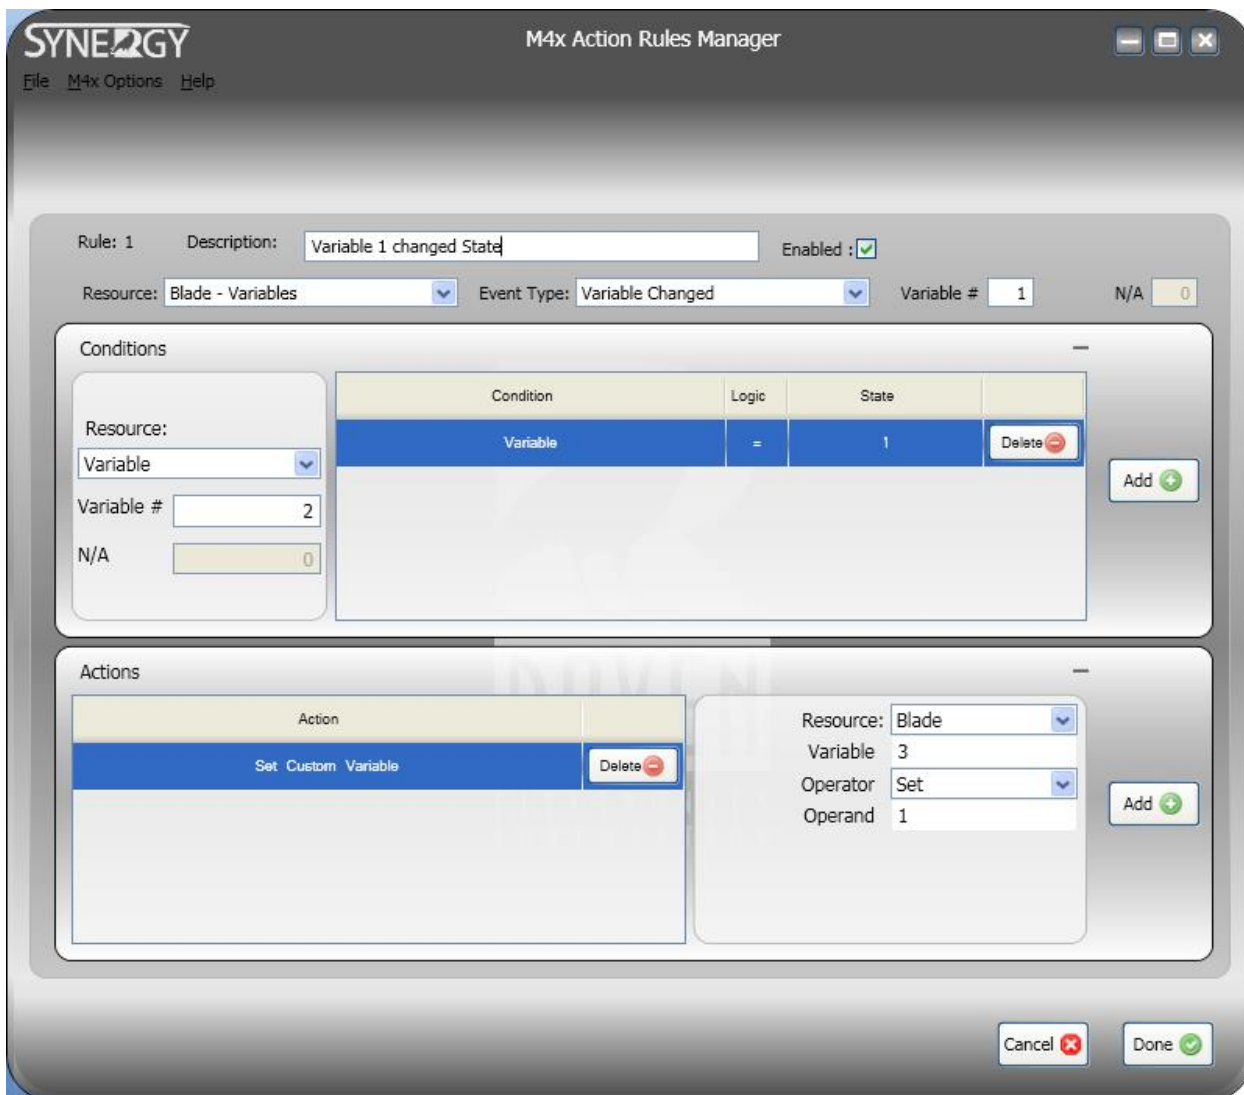 SYNERGY
M4x Action Rules Manager
File M4x Options Help
Rule: 1 Description: Variable 1 changed State Enabled :
Resource: Blade - Variables Event Type: Variable Changed Variable # 1 N/A 0
Conditions
Condition Logic State
Resource:
Variable = 1 Delete
Variable
Add
Variable # 2
N/A 0
Actions
Action
Resource: Blade
Set Custom Variable Delete
Variable 3
Operator Set
Add
Operand 1
Cancel Done